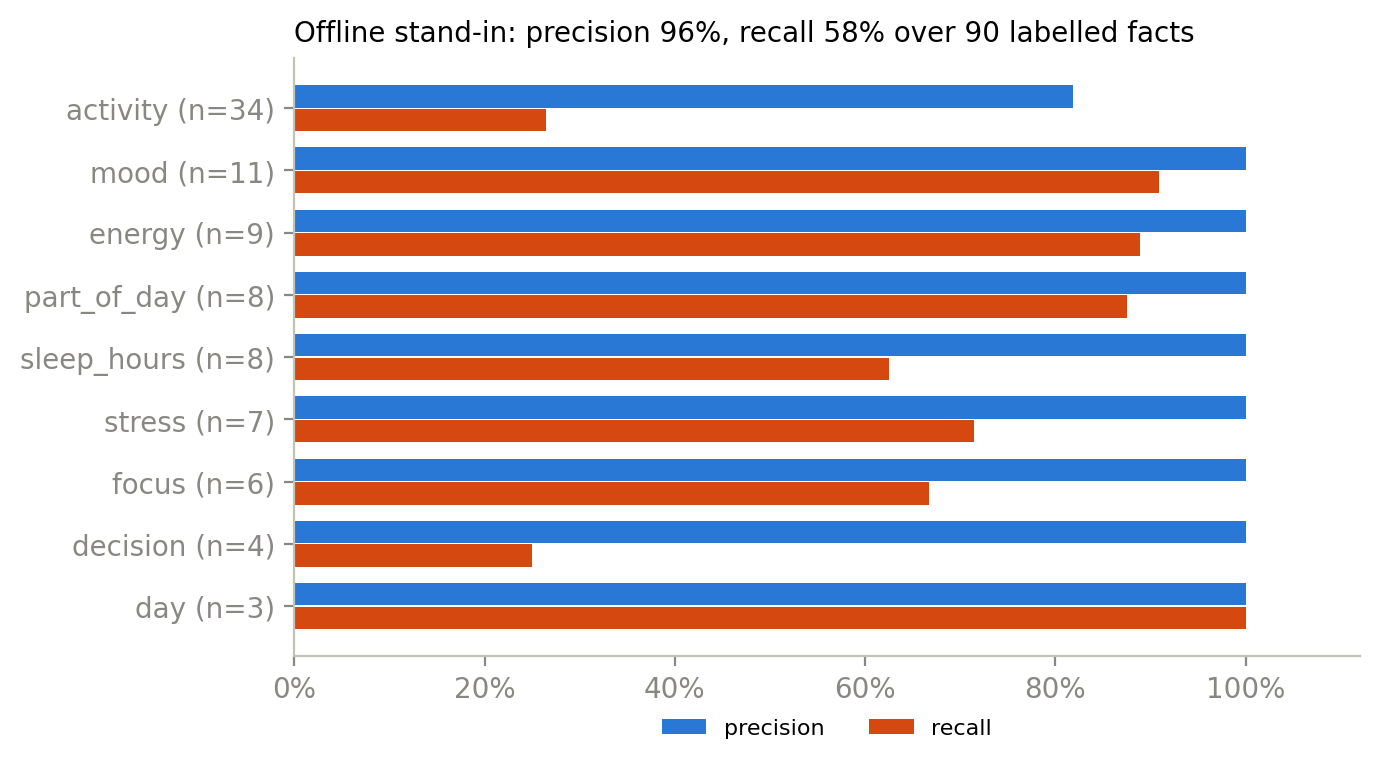 Offline stand-in: precision 96%, recall 58% over 90 labelled facts
activity (n=34)
mood (n=11)
energy (n=9)
part_of_day (n=8)
sleep_hours (n=8)
stress (n=7)
focus (n=6)
decision (n=4)
day (n=3)
0% 20% 40% 60% 80% 100%
precision recall